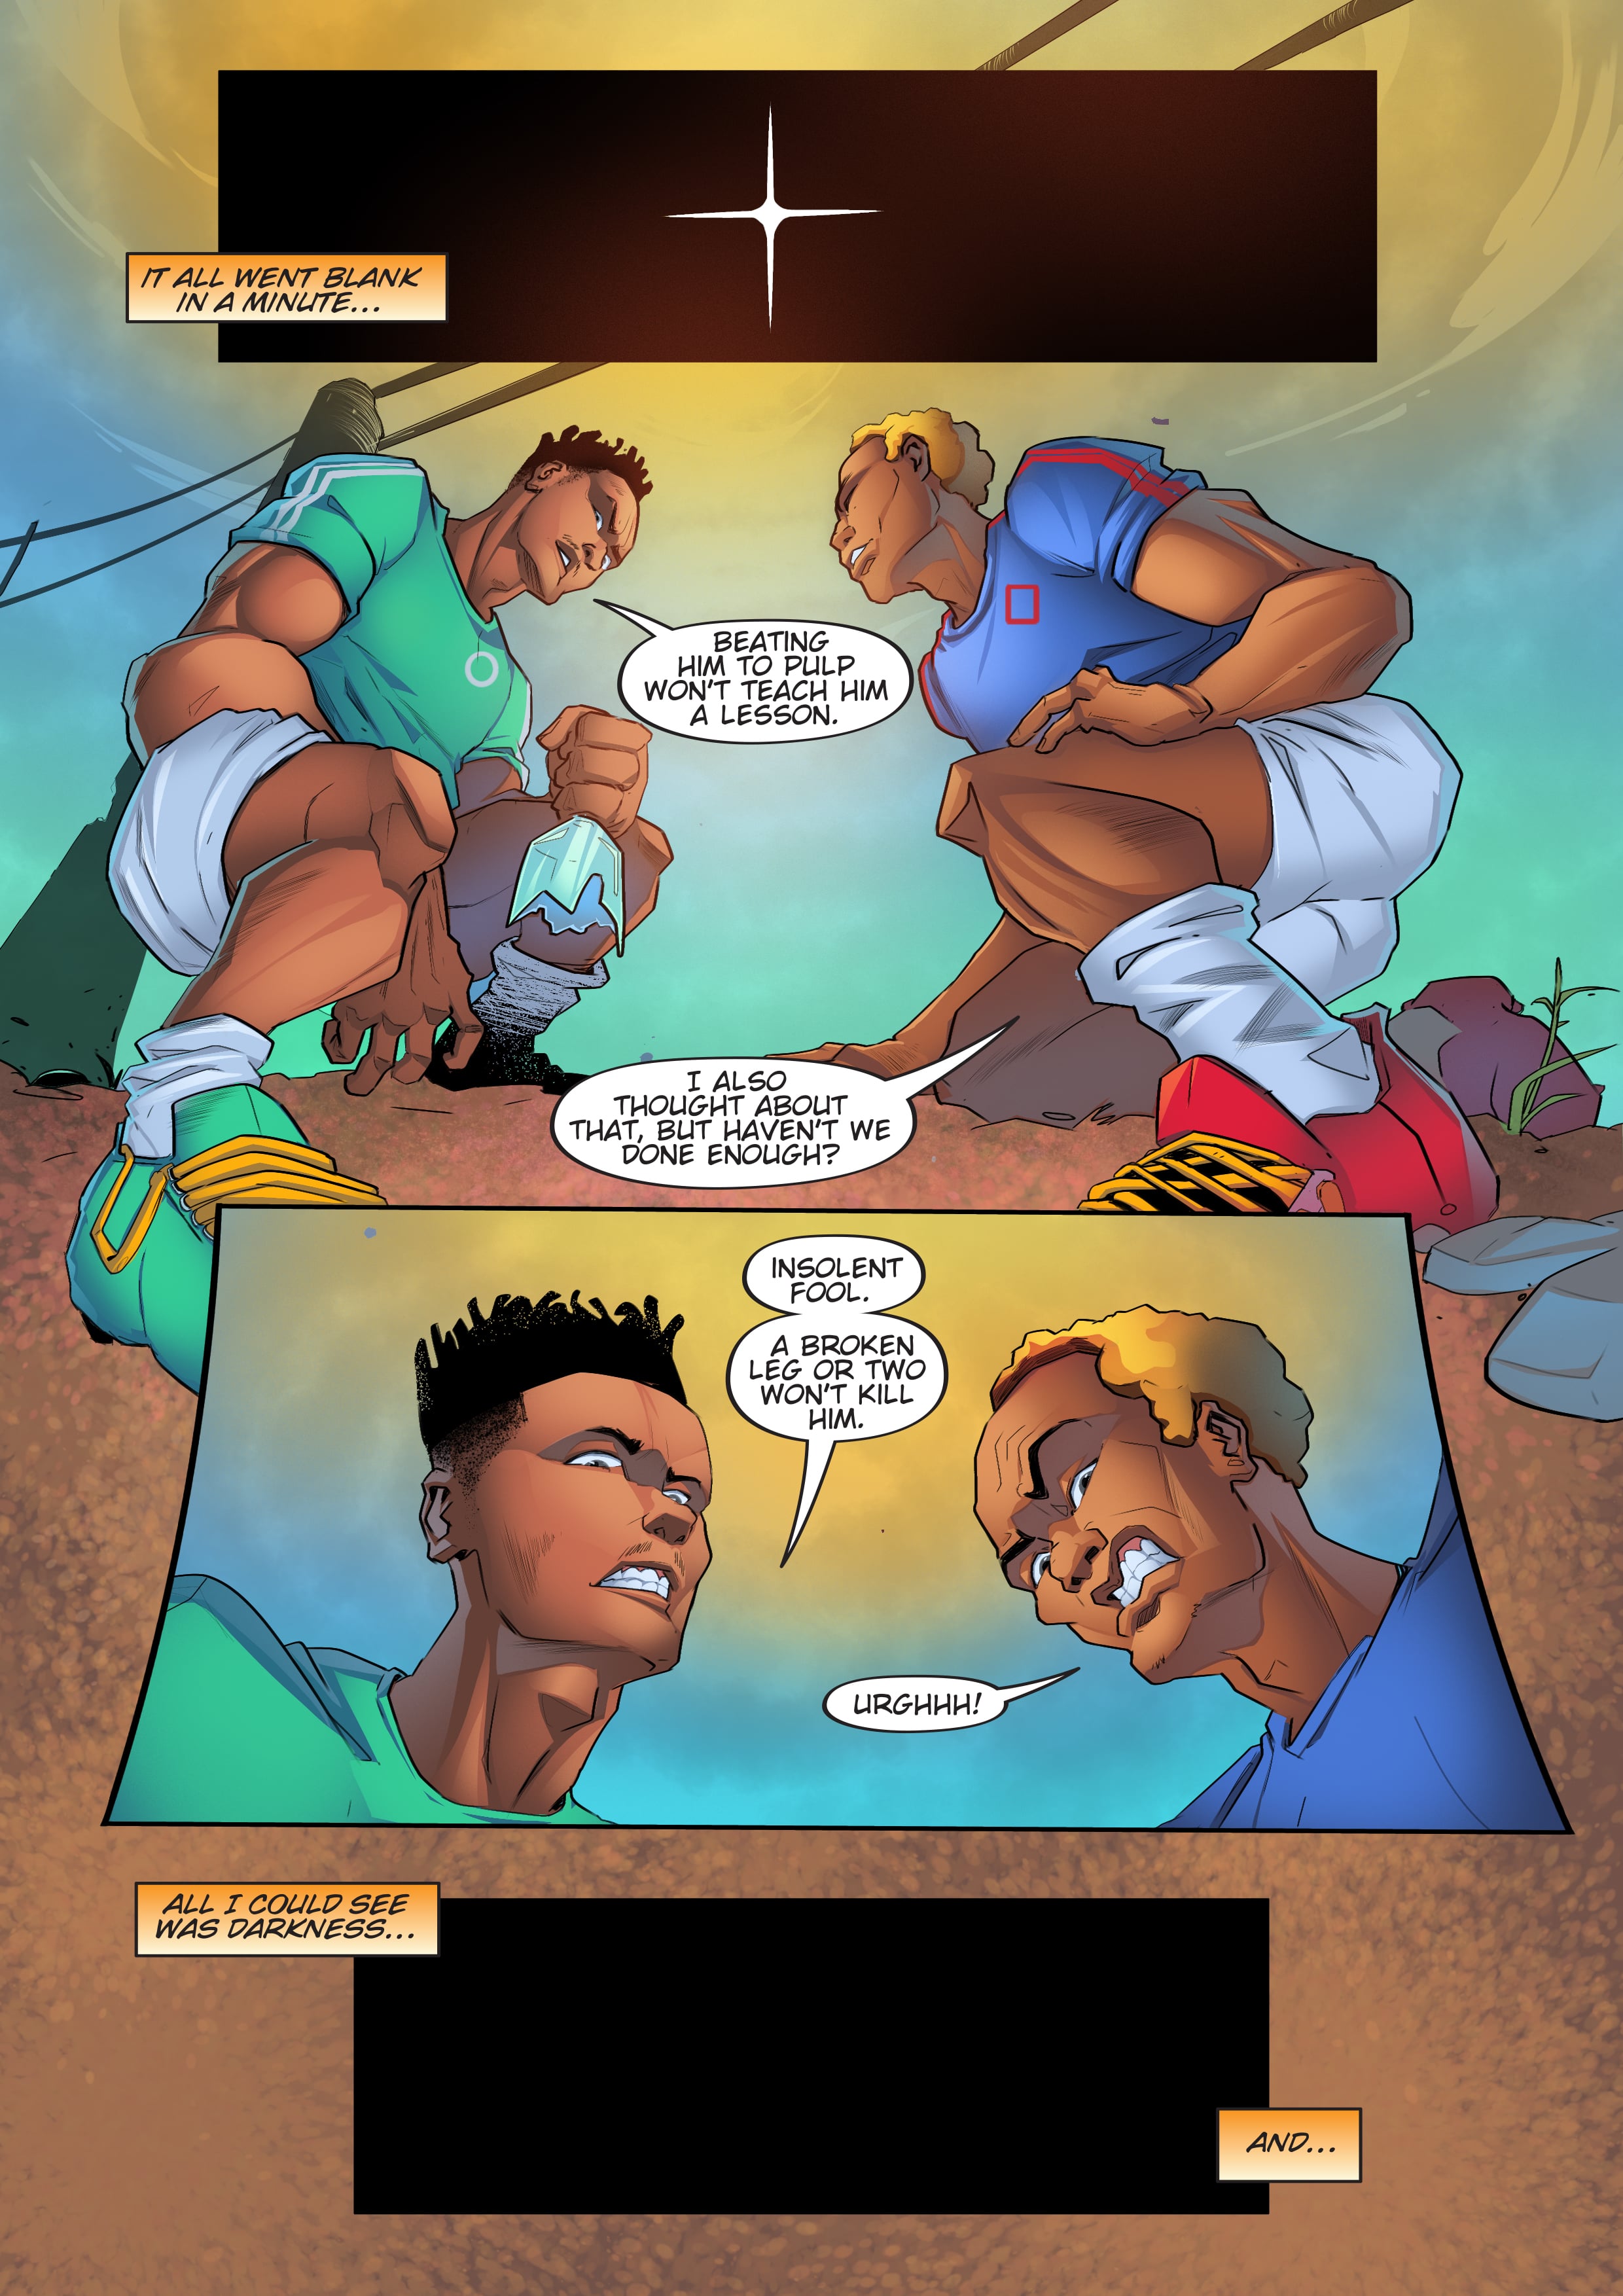 IT ALL WENT BLANK
IN A MINUTE...
BEATING
HIM TO PULP
WON'T TEACH HIM
A LESSON.
I ALSO
THOUGHT ABOUT
THAT, BUT HAVEN'T WE
DONE ENOUGH?
INSOLENT
FOOL.
A BROKEN
LEG OR TWO
WON'T KILL
HIM.
URGHHH!
ALL I COULD SEE
WAS DARKNESS...
AND...